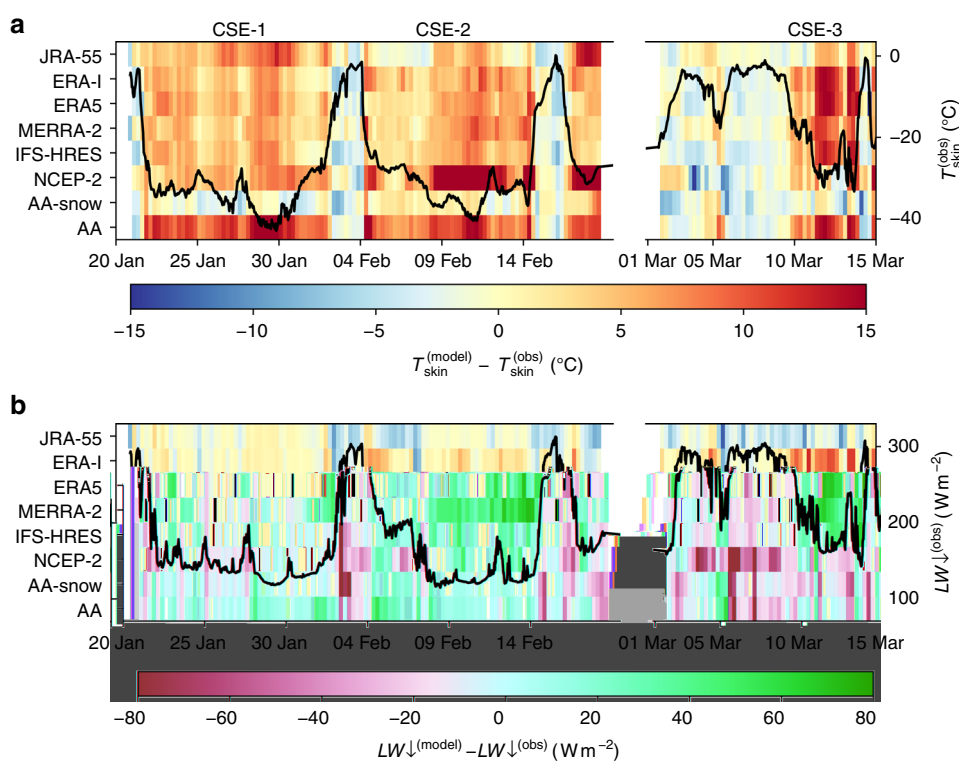 a
CSE-1 CSE-2 CSE-3
JRA-55
ERA-I
ERA5
MERRA-2
IFS-HRES
NCEP-2
AA-snow
AA
0
−20
−40
T skin (obs) (°C)
20 Jan 25 Jan 30 Jan 04 Feb 09 Feb 14 Feb 01 Mar 05 Mar 10 Mar 15 Mar
−15 −10 −5 0 5 10 15
T skin (model) − T skin (obs) (°C)
b
JRA-55
ERA-I
ERA5
MERRA-2
IFS-HRES
NCEP-2
AA-snow
AA
300
200
100
LW↓(obs) (W m−2)
20 Jan 25 Jan 30 Jan 04 Feb 09 Feb 14 Feb 01 Mar 05 Mar 10 Mar 15 Mar
−80 −60 −40 −20 0 20 40 60 80
LW↓(model) −LW↓(obs) (W m−2)